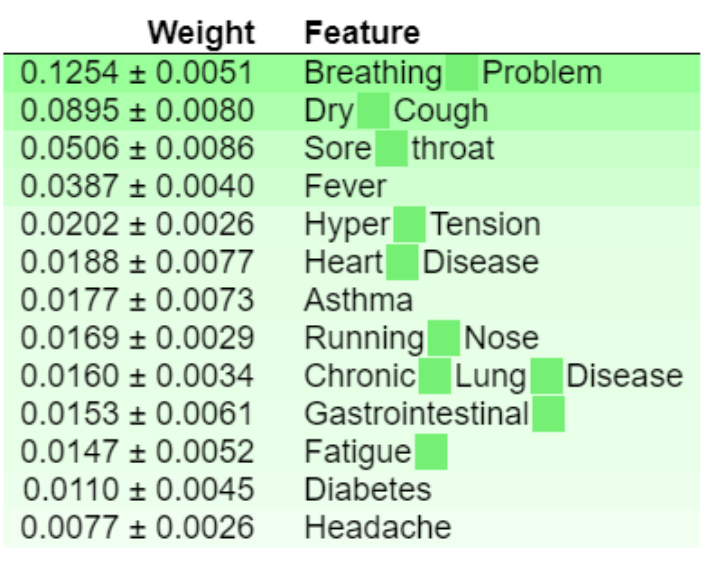 Weight Feature
0.1254 ± 0.0051 Breathing Problem
0.0895 ± 0.0080 Dry Cough
0.0506 ± 0.0086 Sore throat
0.0387 ± 0.0040 Fever
0.0202 ± 0.0026 Hyper Tension
0.0188 ± 0.0077 Heart Disease
0.0177 ± 0.0073 Asthma
0.0169 ± 0.0029 Running Nose
0.0160 ± 0.0034 Chronic Lung Disease
0.0153 ± 0.0061 Gastrointestinal
0.0147 ± 0.0052 Fatigue
0.0110 ± 0.0045 Diabetes
0.0077 ± 0.0026 Headache